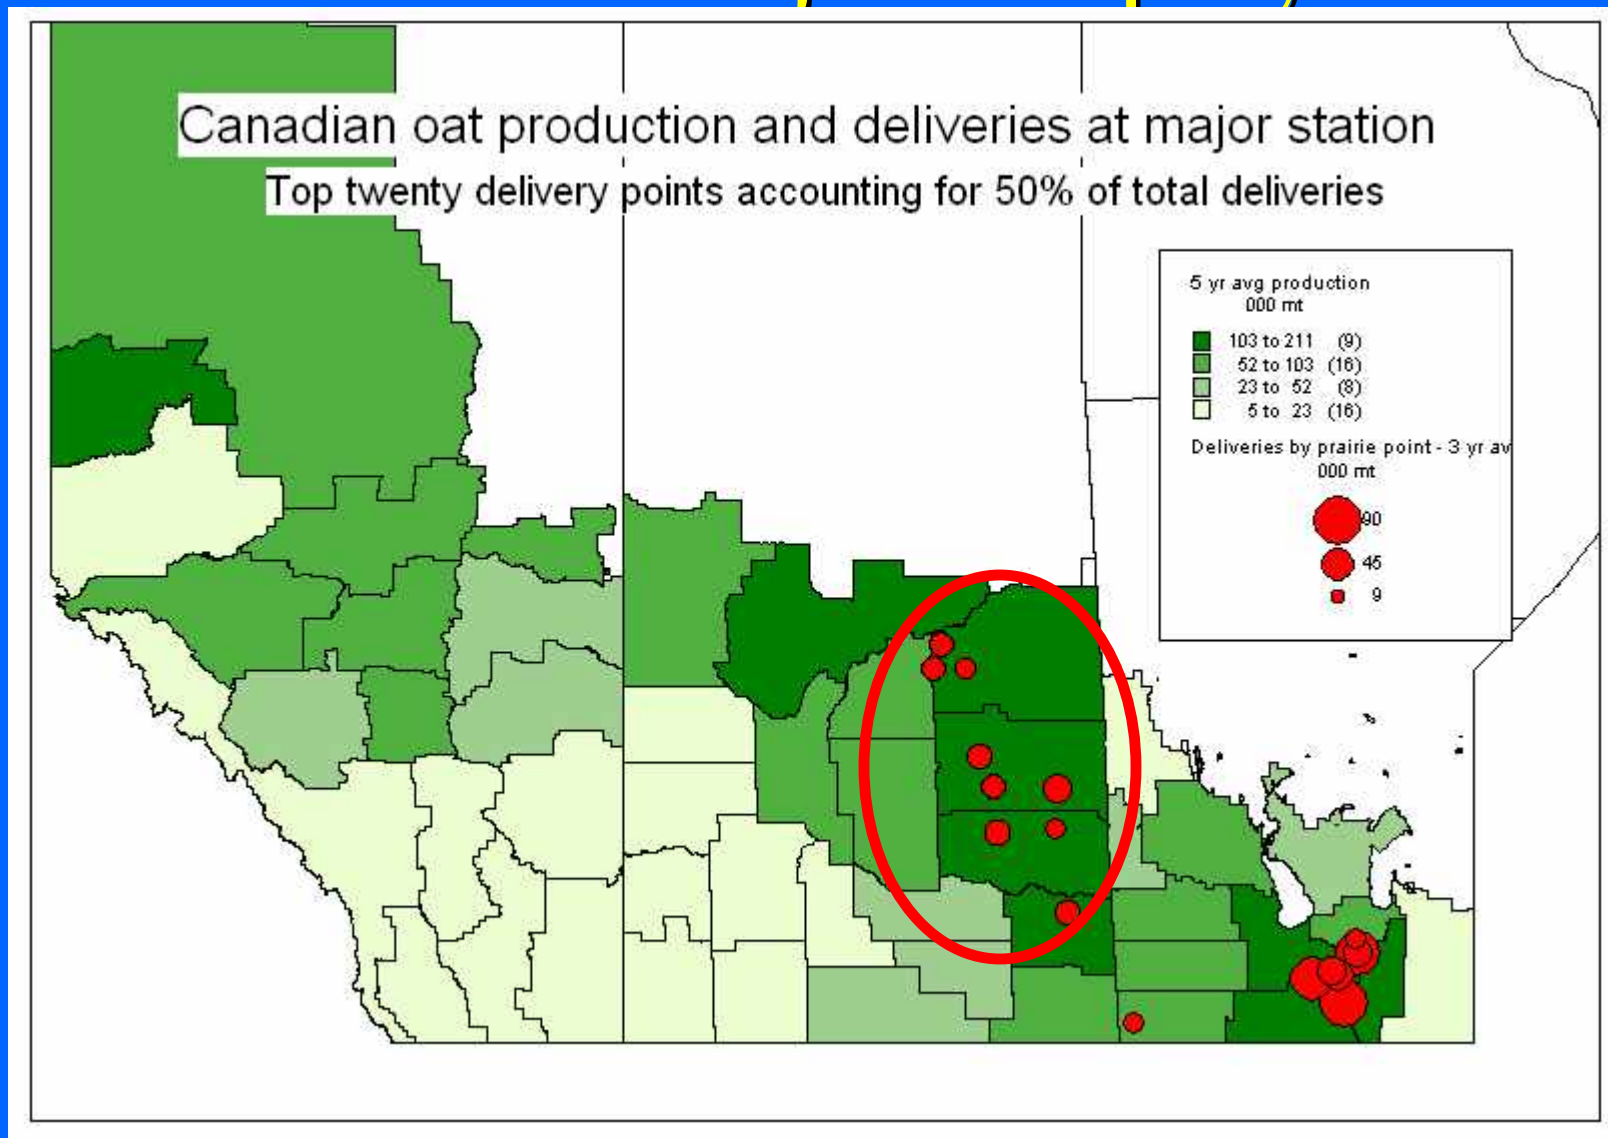 Canadian oat production and deliveries at major station
Top twenty delivery points accounting for 50% of total deliveries
5 yr avg production
000 mt
103 to 211 (9)
52 to 103 (16)
23 to 52 (8)
5 to 23 (16)
Deliveries by prairie point - 3 yr av
000 mt
90
45
9